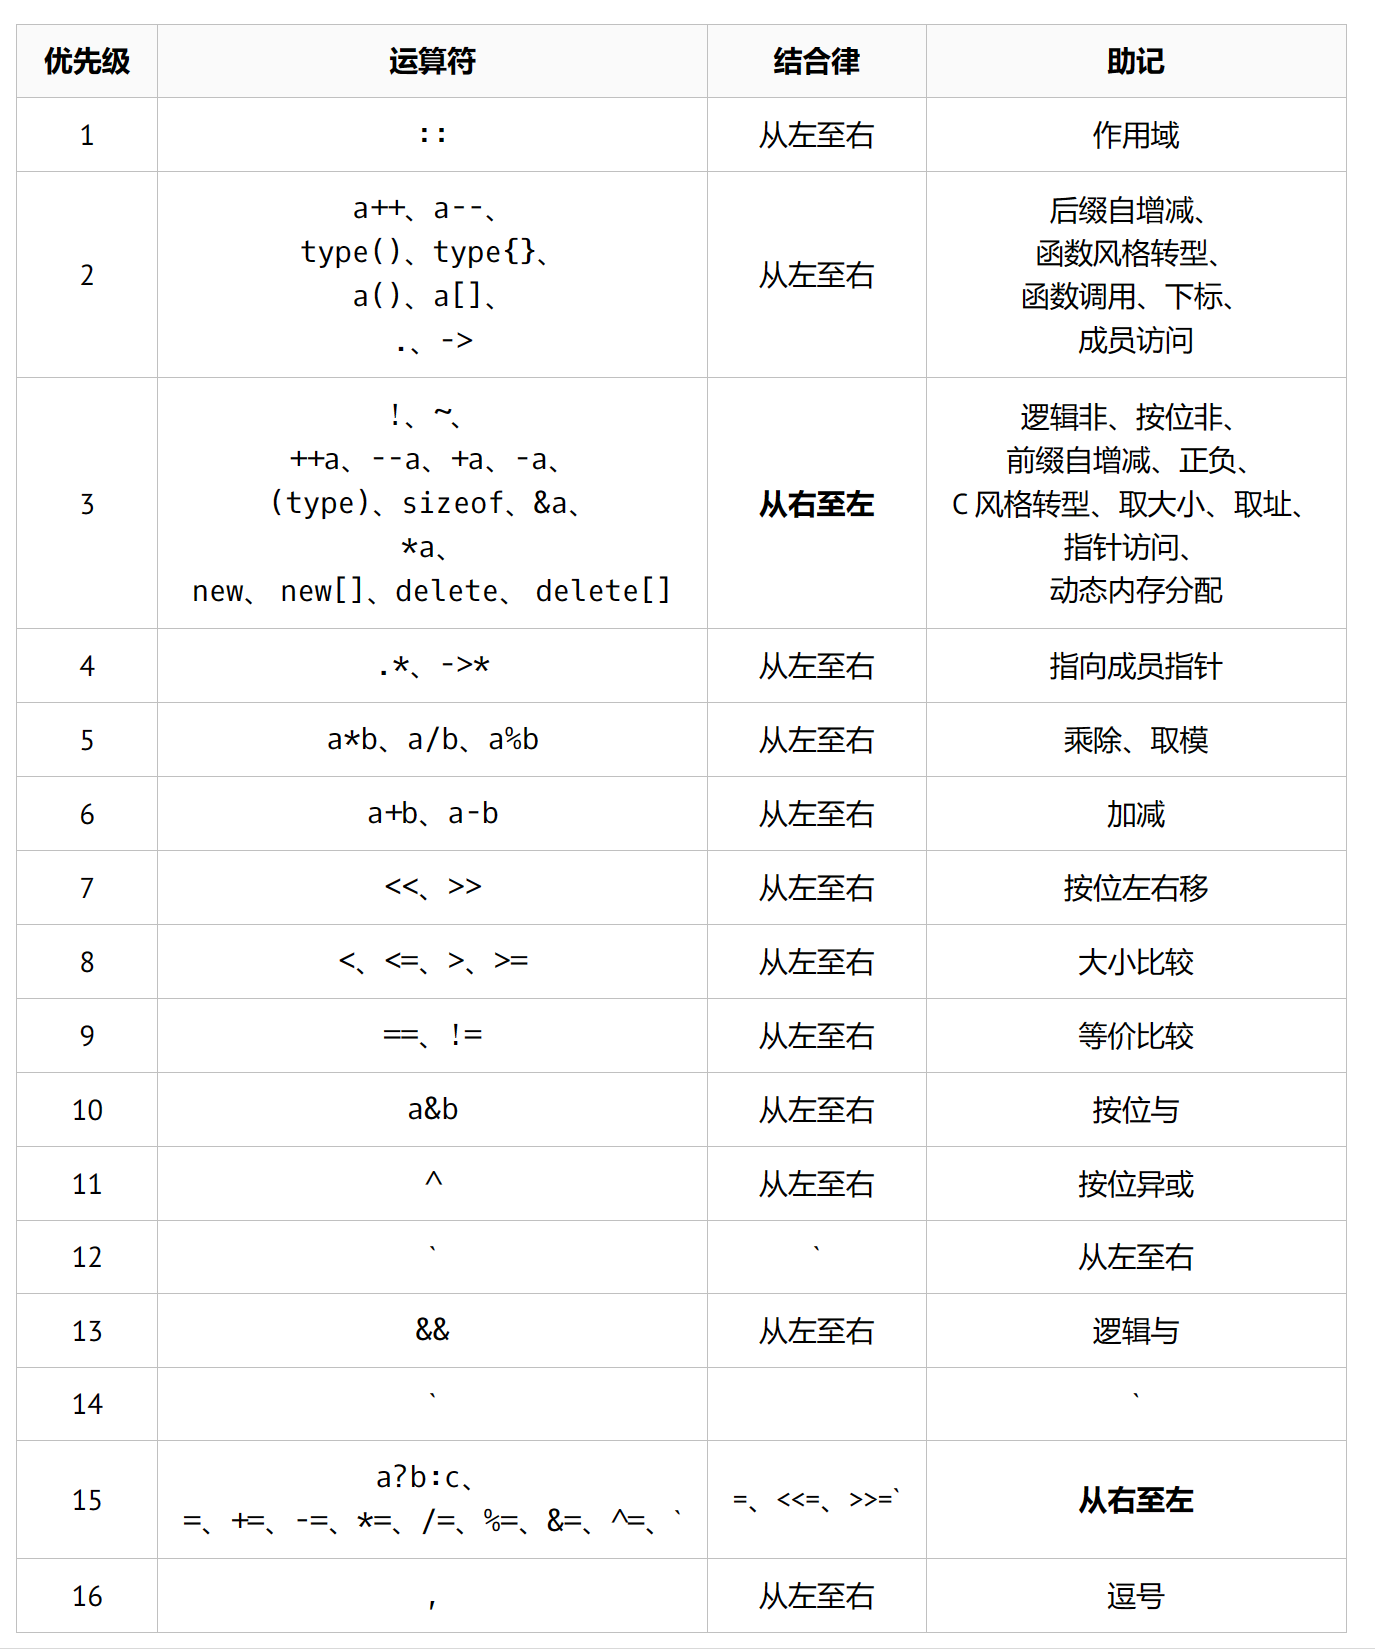 优先级 运算符 结合律 助记
1 :: 从左至右 作用域
2 a++、a--、
type()、type{}、
a()、a[]、
.、-> 从左至右 后缀自增减、
函数风格转型、
函数调用、下标、
成员访问
3 !、~、
++a、--a、+a、-a、
(type)、sizeof、&a、
*a、
new、 new[]、delete、 delete[] 从右至左 逻辑非、按位非、
前缀自增减、正负、
C 风格转型、取大小、取址、
指针访问、
动态内存分配
4 .*、->* 从左至右 指向成员指针
5 a*b、a/b、a%b 从左至右 乘除、取模
6 a+b、a-b 从左至右 加减
7 <<、>> 从左至右 按位左右移
8 <、<=、>、>= 从左至右 大小比较
9 ==、!= 从左至右 等价比较
10 a&b 从左至右 按位与
11 ^ 从左至右 按位异或
12 ` ` 从左至右
13 && 从左至右 逻辑与
14 ` `
15 a?b:c、
=、+=、-=、*=、/=、%=、&=、^=、` =、<<=、>>=` 从右至左
16 , 从左至右 逗号